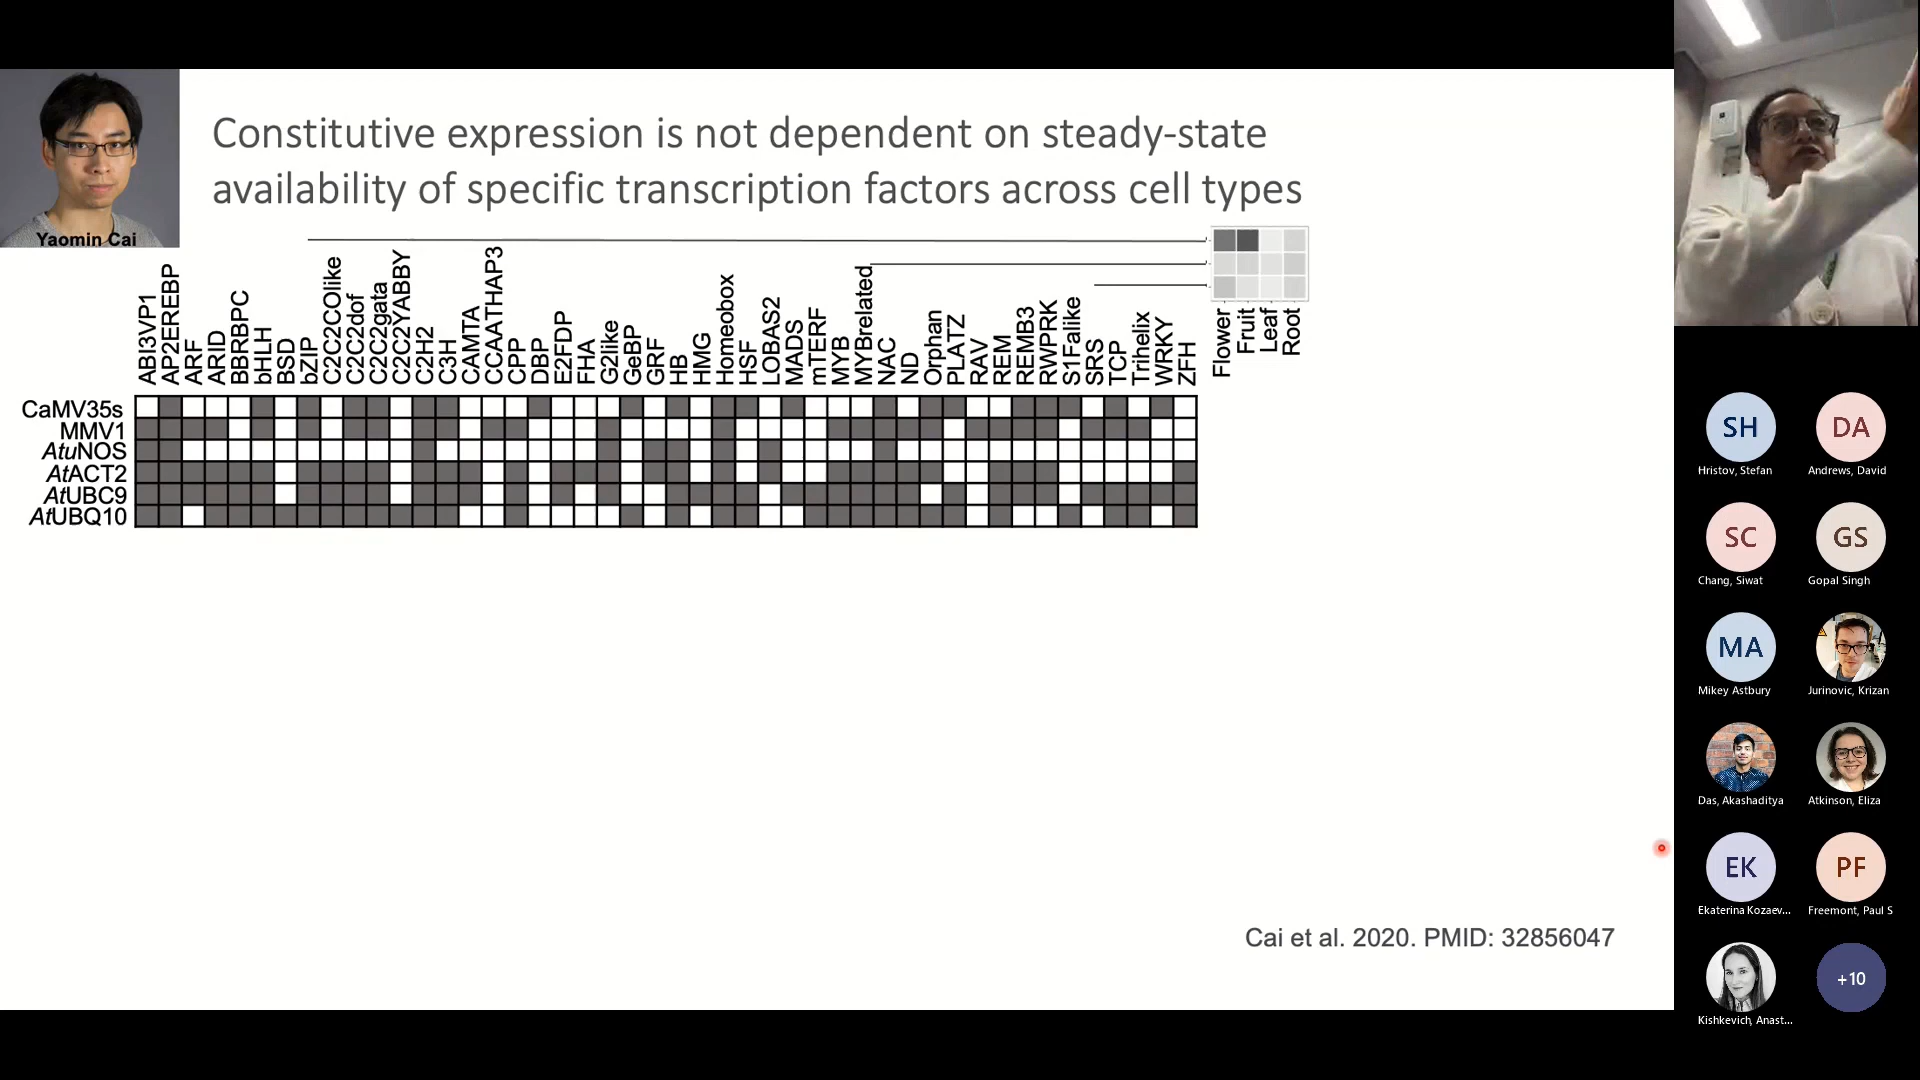 Constitutive expression is not dependent on steady-state
availability of specific transcription factors across cell types
Yaomin Cai
ABI3VP1
AP2EREBP
ARF
ARID
BBRBPC
bHLH
BSD
bZIP
C2C2COlike
C2C2dof
C2C2gata
C2C2YABBY
C2H2
C3H
CAMTA
CCAATHAP3
CPP
DBP
E2FDP
FHA
G2like
GeBP
GRF
HB
HMG
Homeobox
HSF
LOBAS2
MADS
mTERF
MYB
MYBrelated
NAC
ND
Orphan
PLATZ
RAV
REM
REMB3
RWPRK
S1Falike
SRS
TCP
Trihelix
WRKY
ZFH
Flower
Fruit
Leaf
Root
CaMV35s
MMV1
AtuNOS
AtACT2
AtUBC9
AtUBQ10
Cai et al. 2020. PMID: 32856047
SH
Hristov, Stefan
DA
Andrews, David
SC
Chang, Siwat
GS
Gopal Singh
MA
Mikey Astbury
Jurinovic, Krizan
Das, Akashaditya
Atkinson, Eliza
EK
Ekaterina Kozaev...
PF
Freemont, Paul S
Kishkevich, Anast...
+10